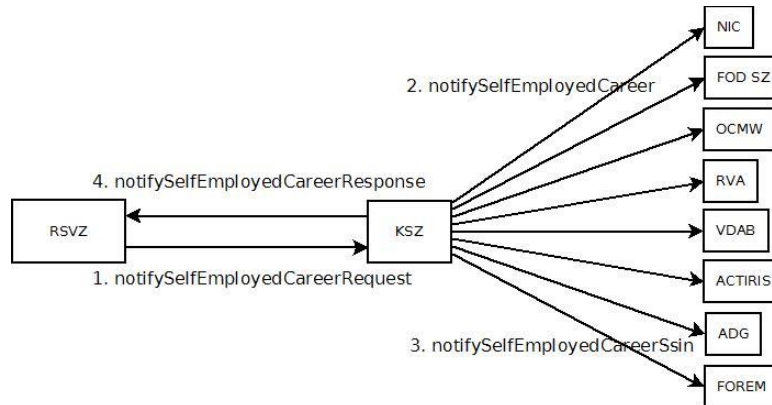 NIC
FOD SZ
2. notifySelfEmployedCareer
OCMW
4. notifySelfEmployedCareerResponse
RVA
RSVZ
KSZ
VDAB
1. notifySelfEmployedCareerRequest
ACTIRIS
ADG
3. notifySelfEmployedCareerSsin
FOREM